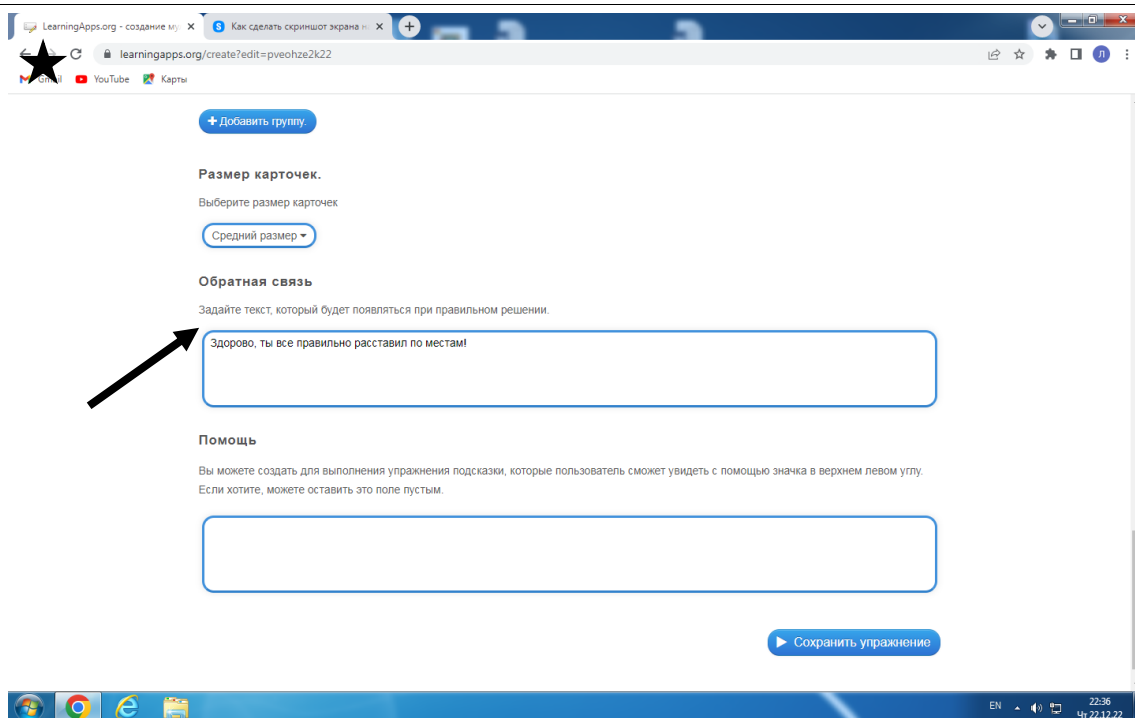 LearningApps.org - создание му
Как сделать скриншот экрана н
learningapps.org/create?edit=pveohze2k22
Л
Gmail YouTube Карты
Добавить группу.
Размер карточек.
Выберите размер карточек
Средний размер
Обратная связь
Задайте текст, который будет появляться при правильном решении.
Здорово, ты все правильно расставил по местам!
Помощь
Вы можете создать для выполнения упражнения подсказки, которые пользователь сможет увидеть с помощью значка в верхнем левом углу.
Если хотите, можете оставить это поле пустым.
Сохранить упражнение
EN
22:36
Чт 22.12.22